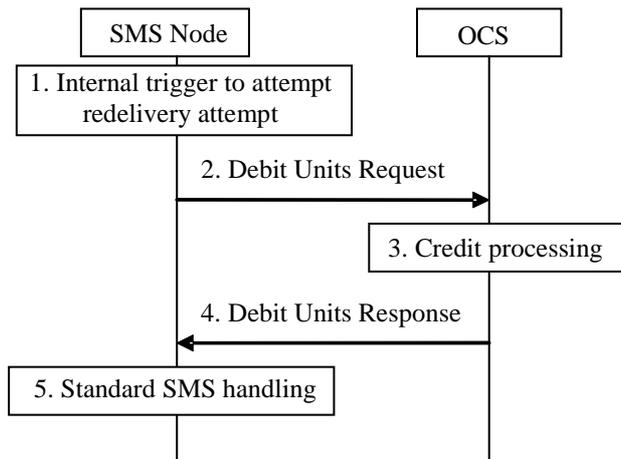 SMS Node
OCS
1. Internal trigger to attempt
redelivery attempt
2. Debit Units Request
3. Credit processing
4. Debit Units Response
5. Standard SMS handling